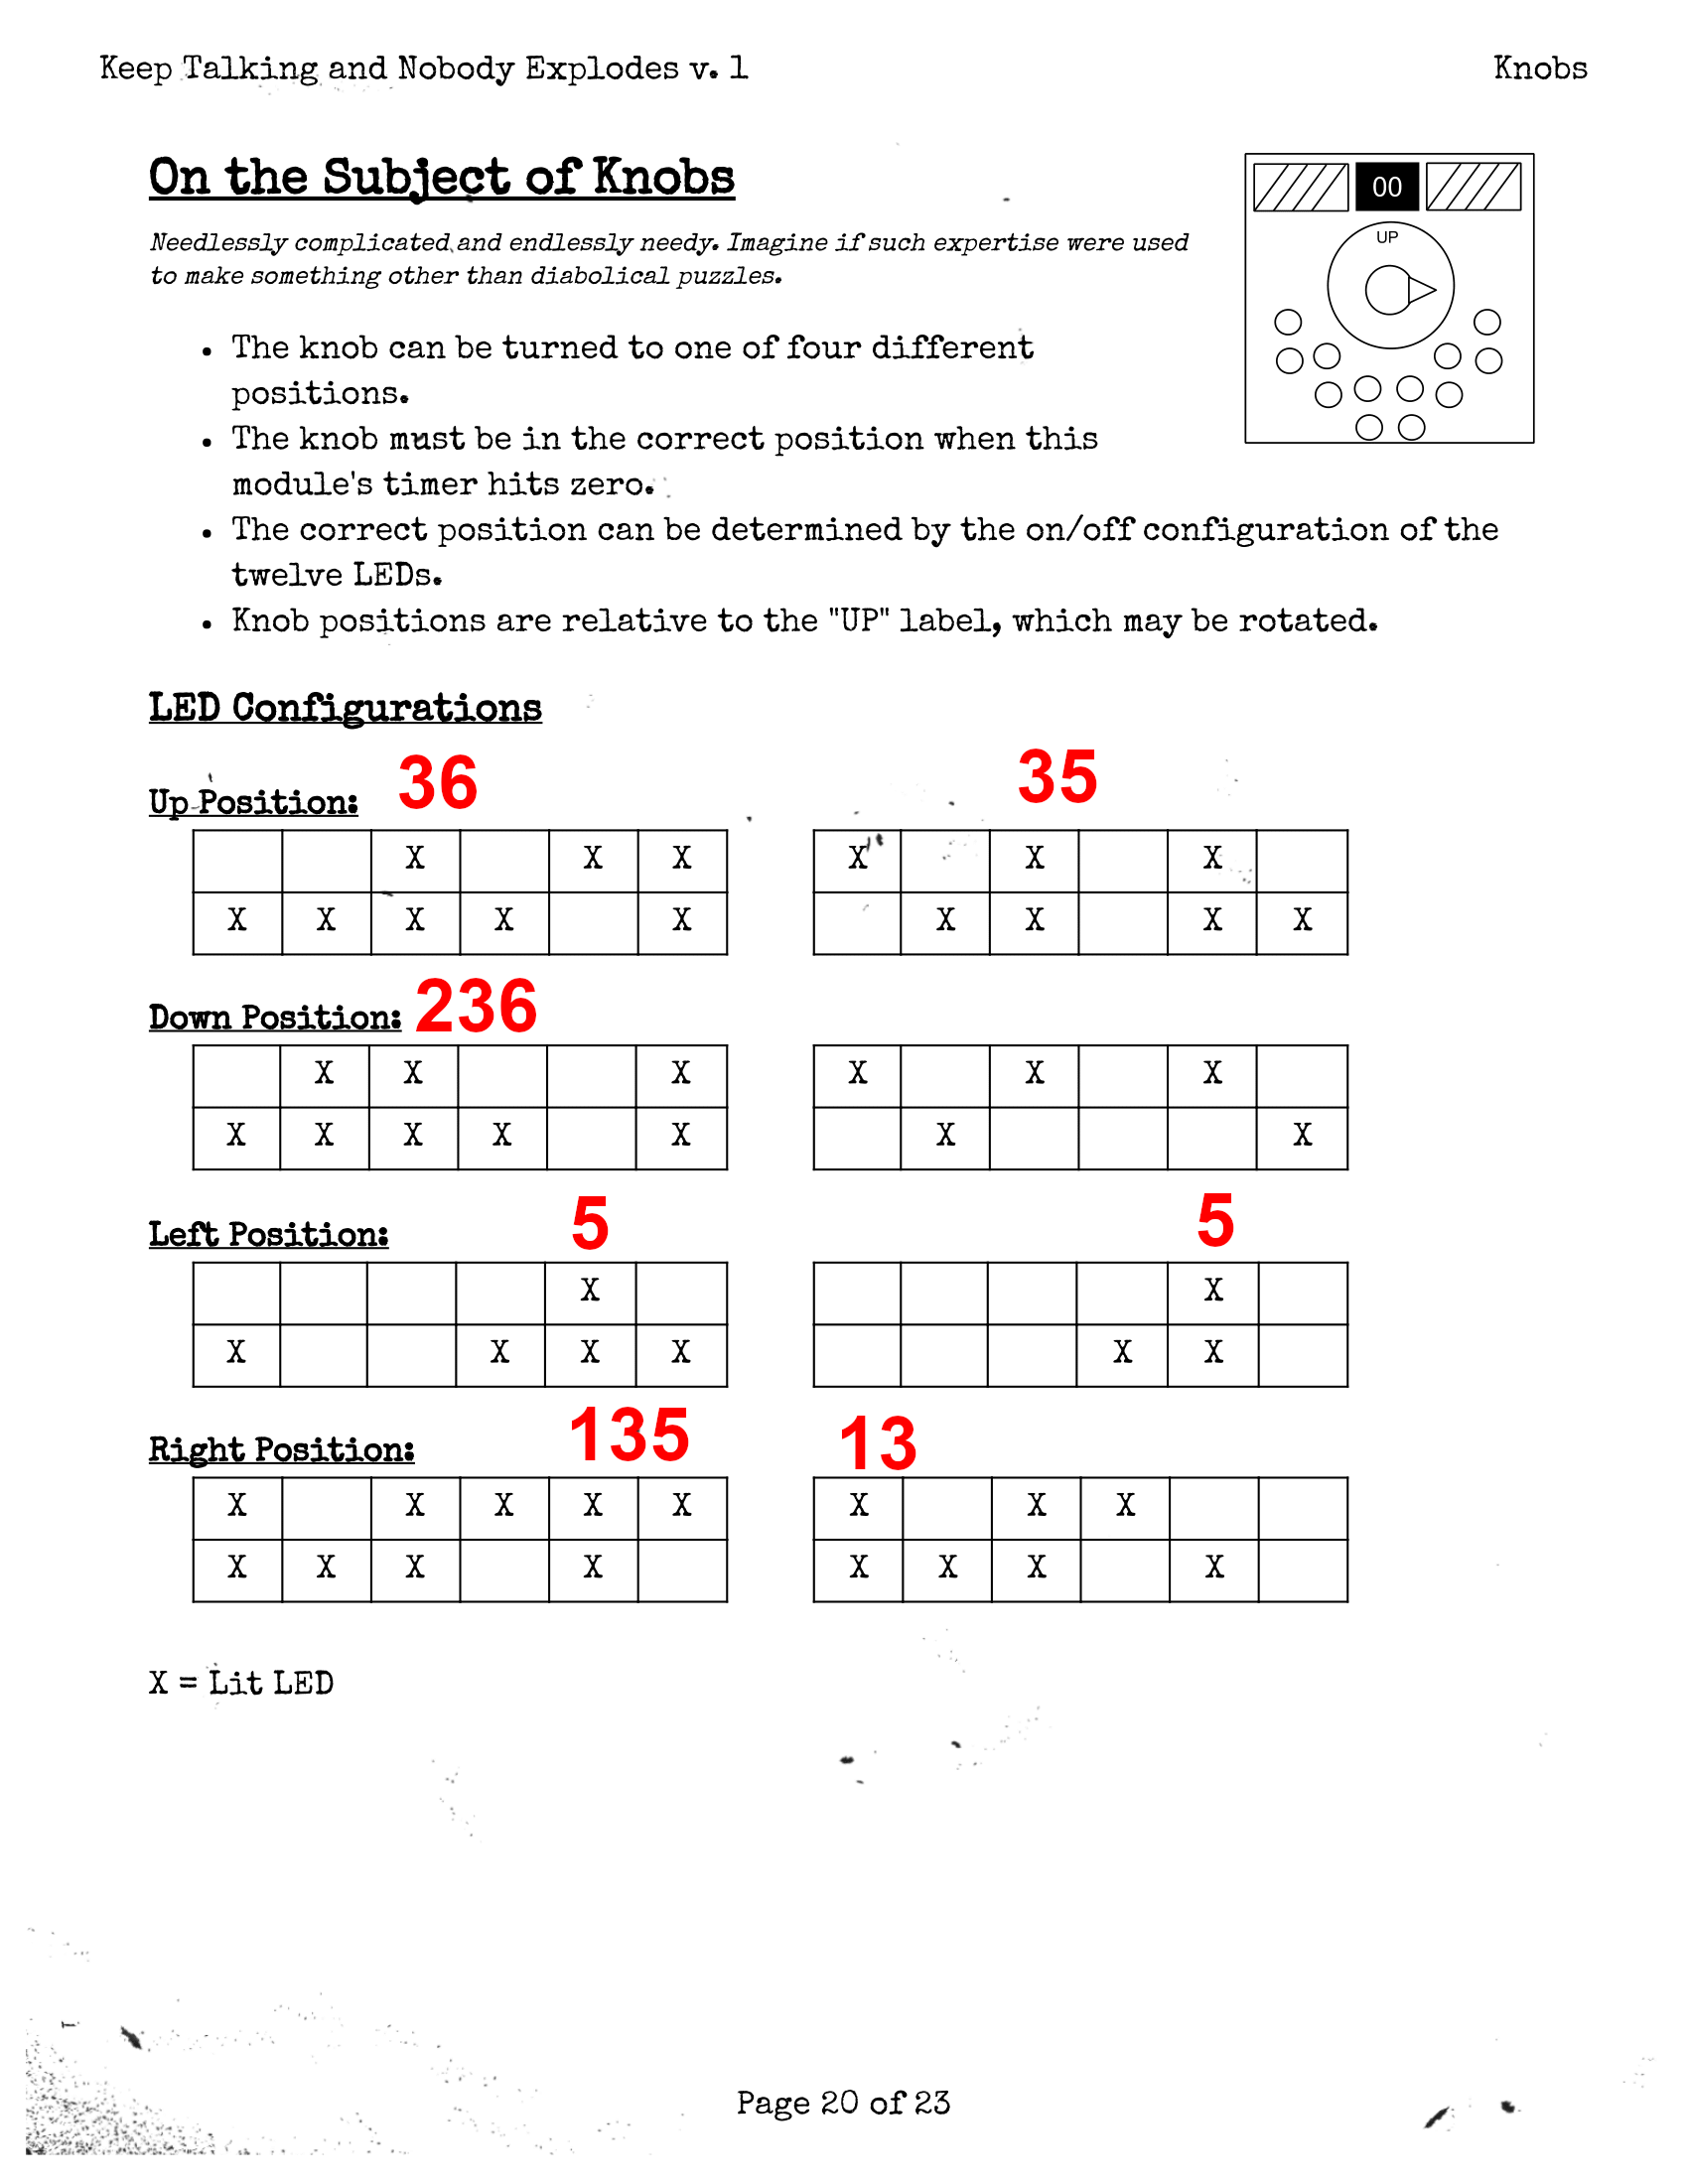 Keep Talking and Nobody Explodes v. 1
Knobs
On the Subject of Knobs
00
UP
Needlessly complicated and endlessly needy. Imagine if such expertise were used
to make something other than diabolical puzzles.
• The knob can be turned to one of four different
positions.
• The knob must be in the correct position when this
module's timer hits zero.
• The correct position can be determined by the on/off configuration of the
twelve LEDs.
• Knob positions are relative to the "UP" label, which may be rotated.
LED Configurations
Up Position: 36 35
X X X X X X
X X X X X X X X X
Down Position: 236
X X X X X X
X X X X X X X
Left Position: 5 5
X X
X X X X X X
Right Position: 135 13
X X X X X X X X
X X X X X X X X
X = Lit LED
Page 20 of 23